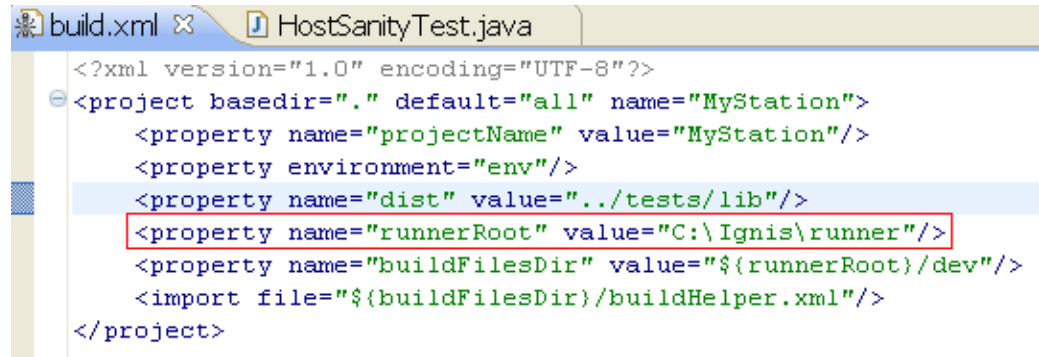 build.xml HostSanityTest.java
<?xml version="1.0" encoding="UTF-8"?>
<project basedir="." default="all" name="MyStation">
<property name="projectName" value="MyStation"/>
<property environment="env"/>
<property name="dist" value="../tests/lib"/>
<property name="runnerRoot" value="C:\Ignis\runner"/>
<property name="buildFilesDir" value="${runnerRoot}/dev"/>
<import file="${buildFilesDir}/buildHelper.xml"/>
</project>